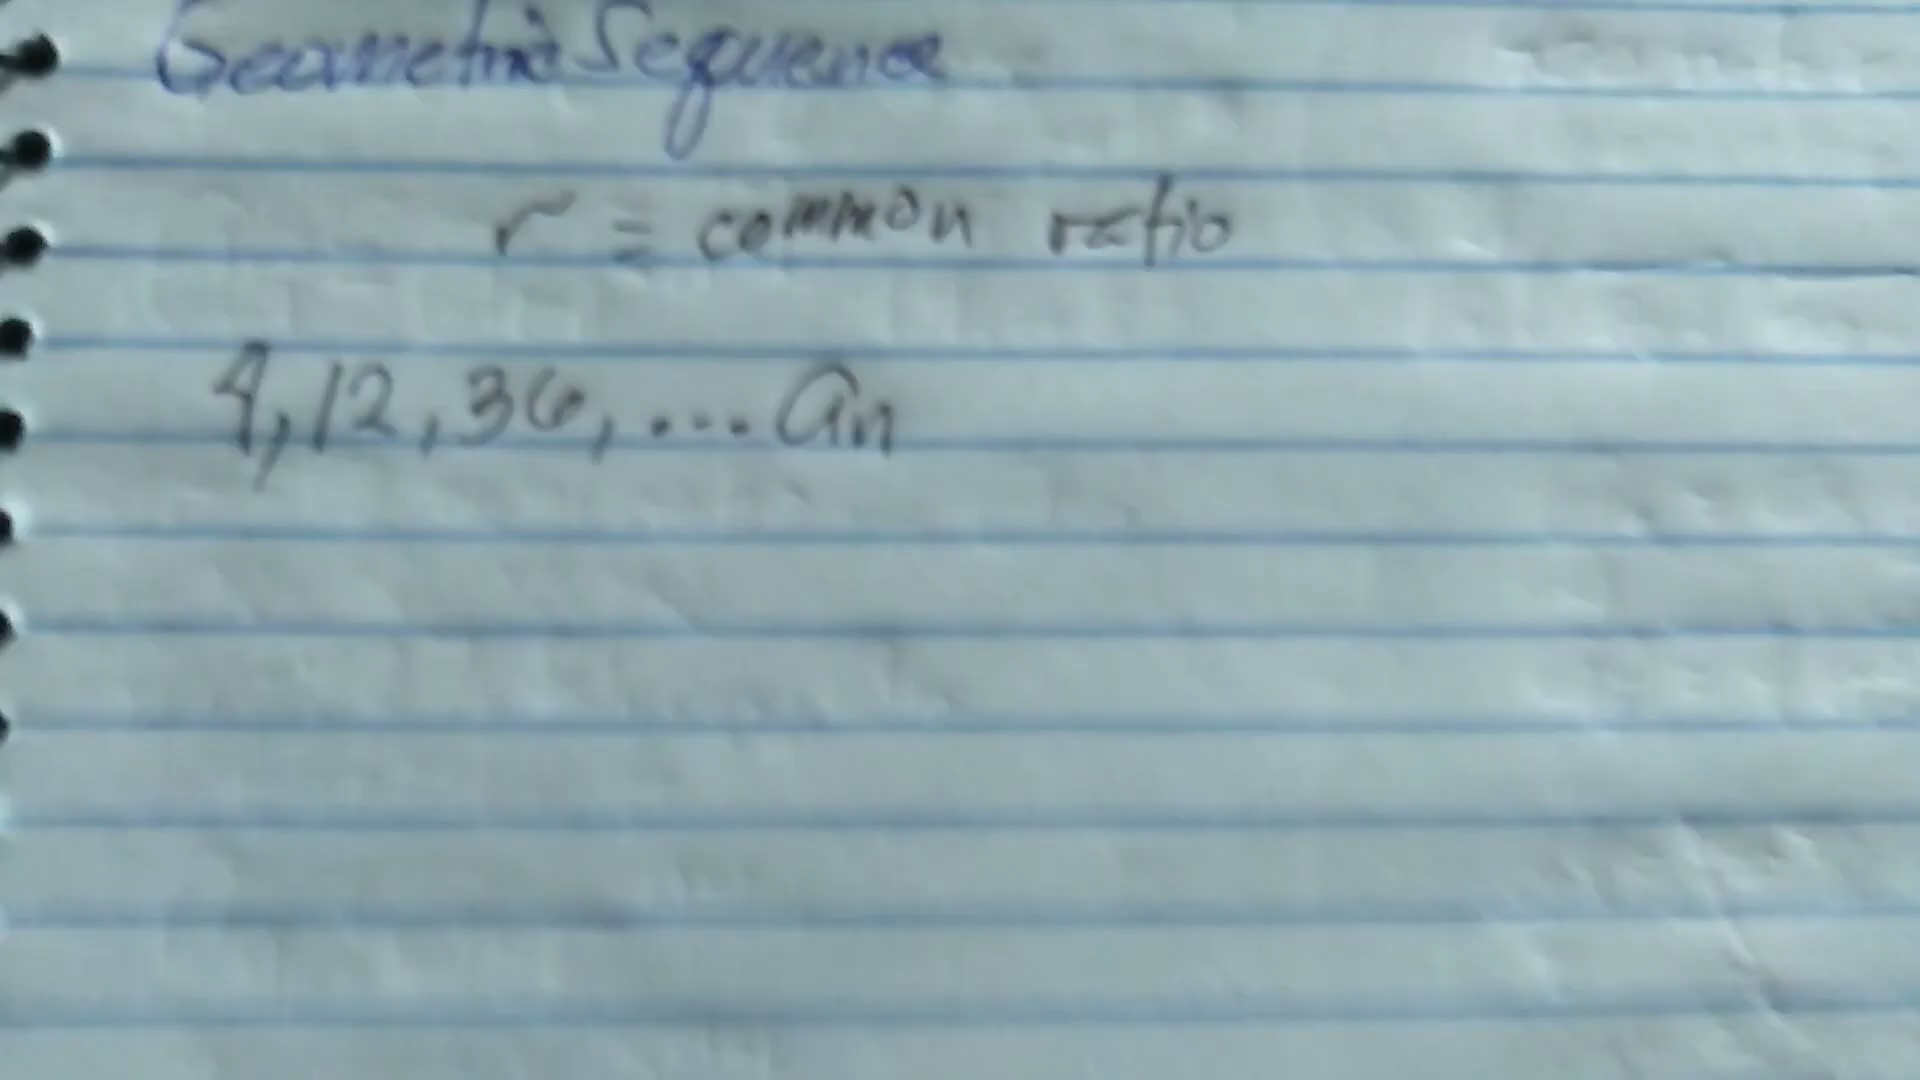 Geometric Sequence
r = common ratio
4, 12, 36, ... an